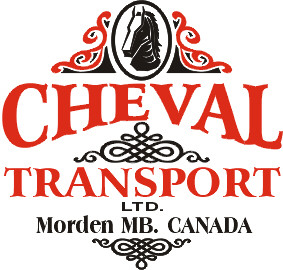 CHEVAL
TRANSPORT
LTD.
Morden MB. CANADA